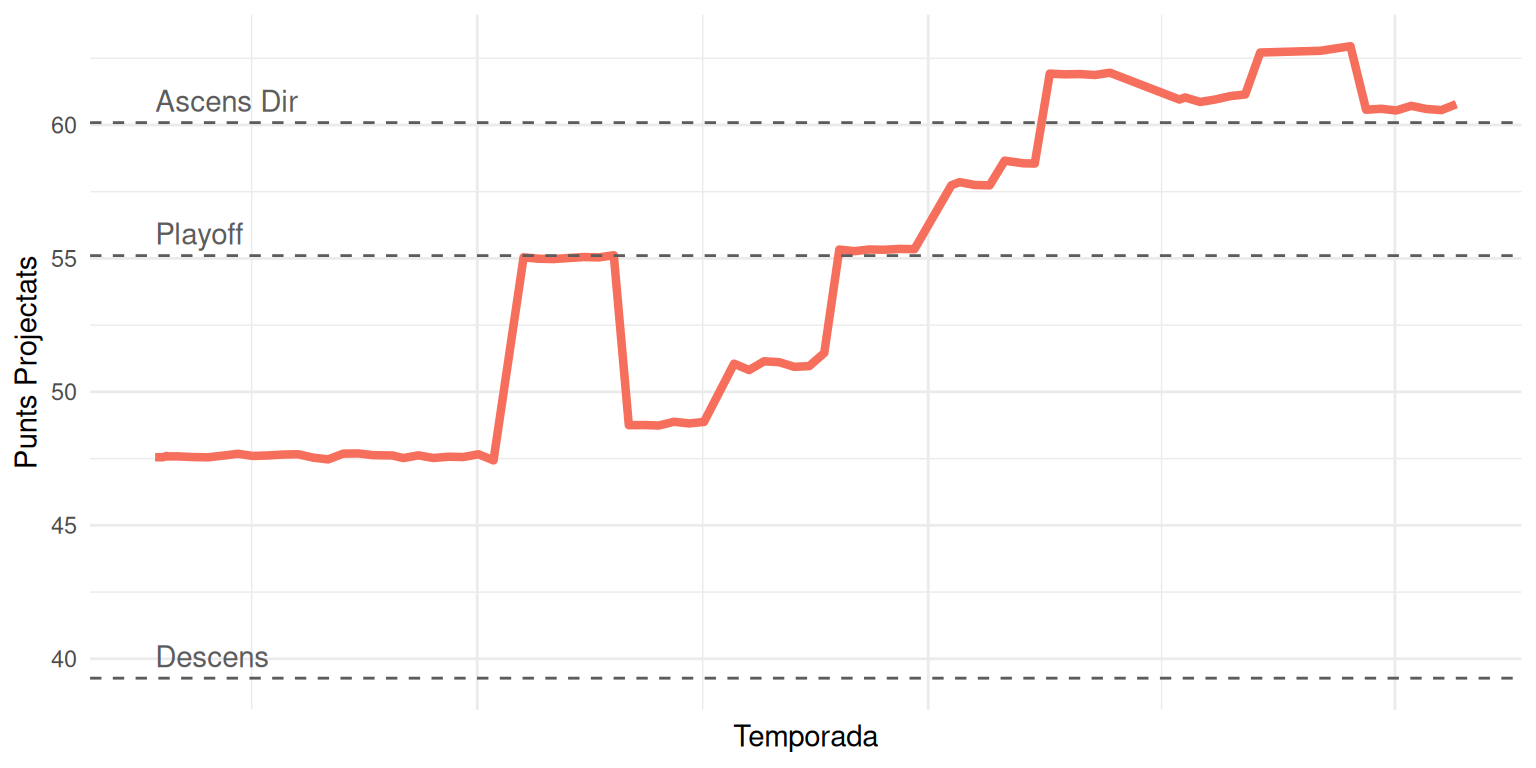 Ascens Dir
60
Playoff
55
Punts Projectats
50
45
Descens
40
Temporada